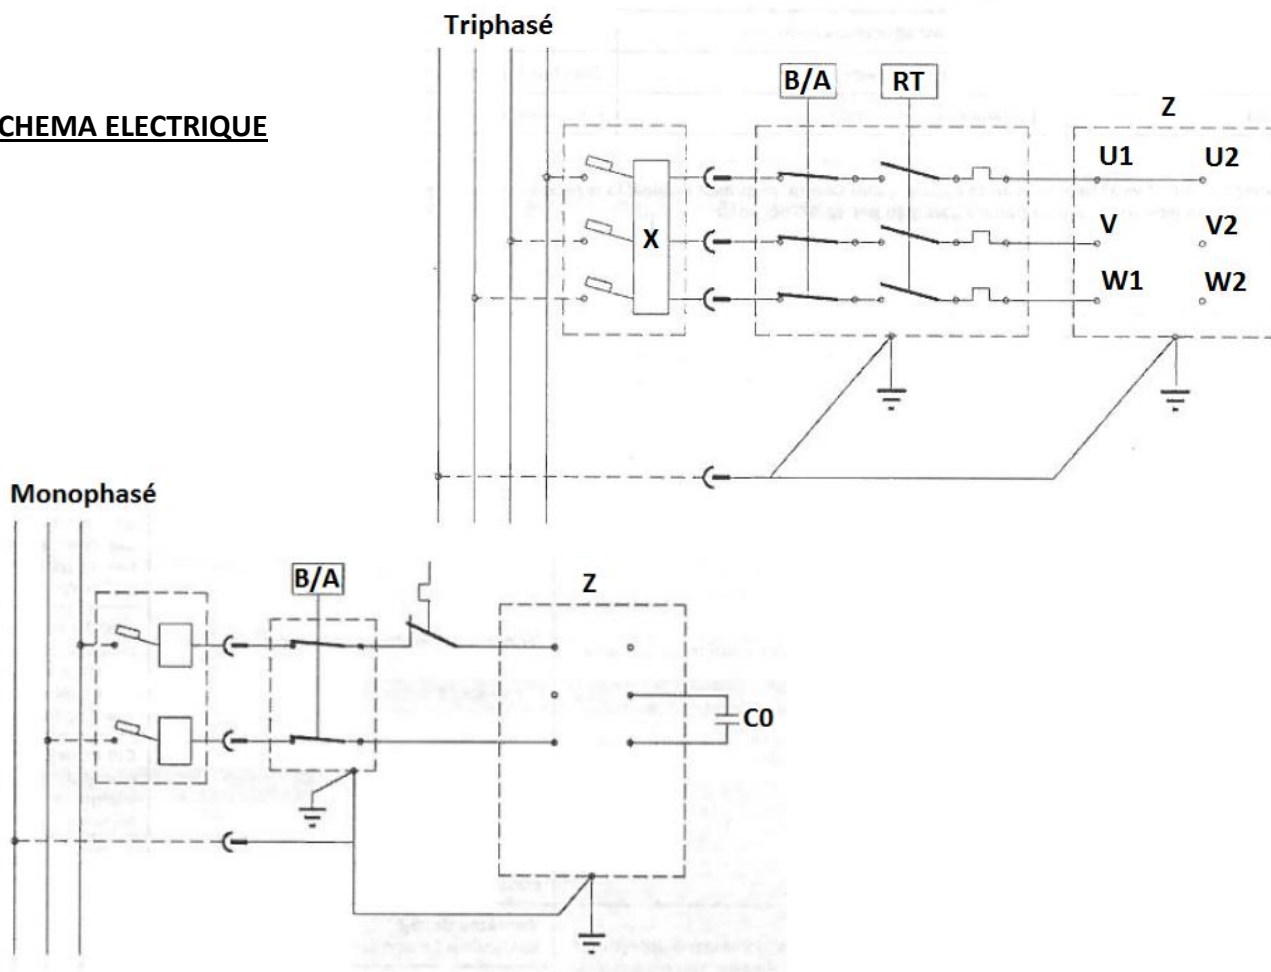 Triphasé
CHEMA ELECTRIQUE
B/A RT
Z
U1 U2
X V V2
W1 W2
Monophasé
B/A Z
C0